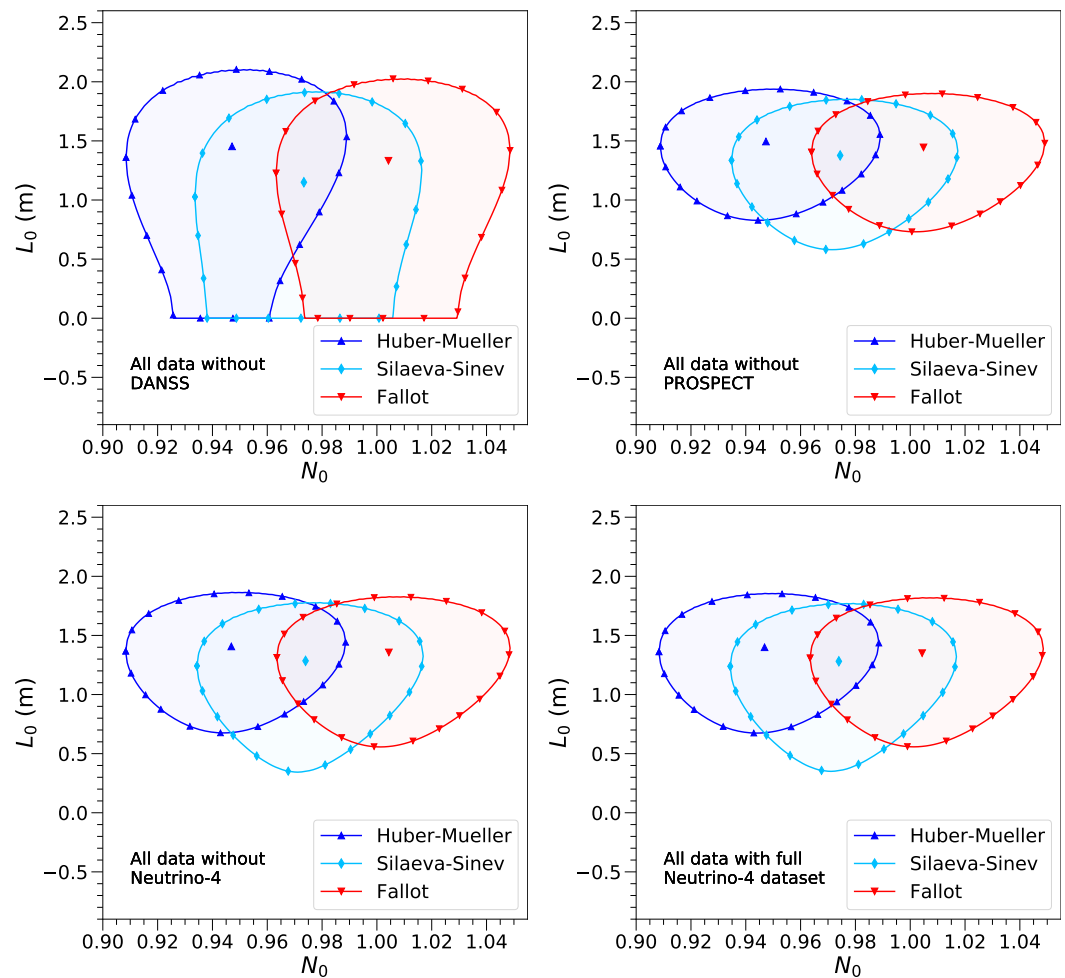 2.5
2.0
1.5
1.0
0.5
0.0
−0.5
L₀ (m)
All data without
DANSS
Huber-Mueller
Silaeva-Sinev
Fallot
0.90 0.92 0.94 0.96 0.98 1.00 1.02 1.04
N₀
2.5
2.0
1.5
1.0
0.5
0.0
−0.5
L₀ (m)
All data without
PROSPECT
Huber-Mueller
Silaeva-Sinev
Fallot
0.90 0.92 0.94 0.96 0.98 1.00 1.02 1.04
N₀
2.5
2.0
1.5
1.0
0.5
0.0
−0.5
L₀ (m)
All data without
Neutrino-4
Huber-Mueller
Silaeva-Sinev
Fallot
0.90 0.92 0.94 0.96 0.98 1.00 1.02 1.04
N₀
2.5
2.0
1.5
1.0
0.5
0.0
−0.5
L₀ (m)
All data with full
Neutrino-4 dataset
Huber-Mueller
Silaeva-Sinev
Fallot
0.90 0.92 0.94 0.96 0.98 1.00 1.02 1.04
N₀